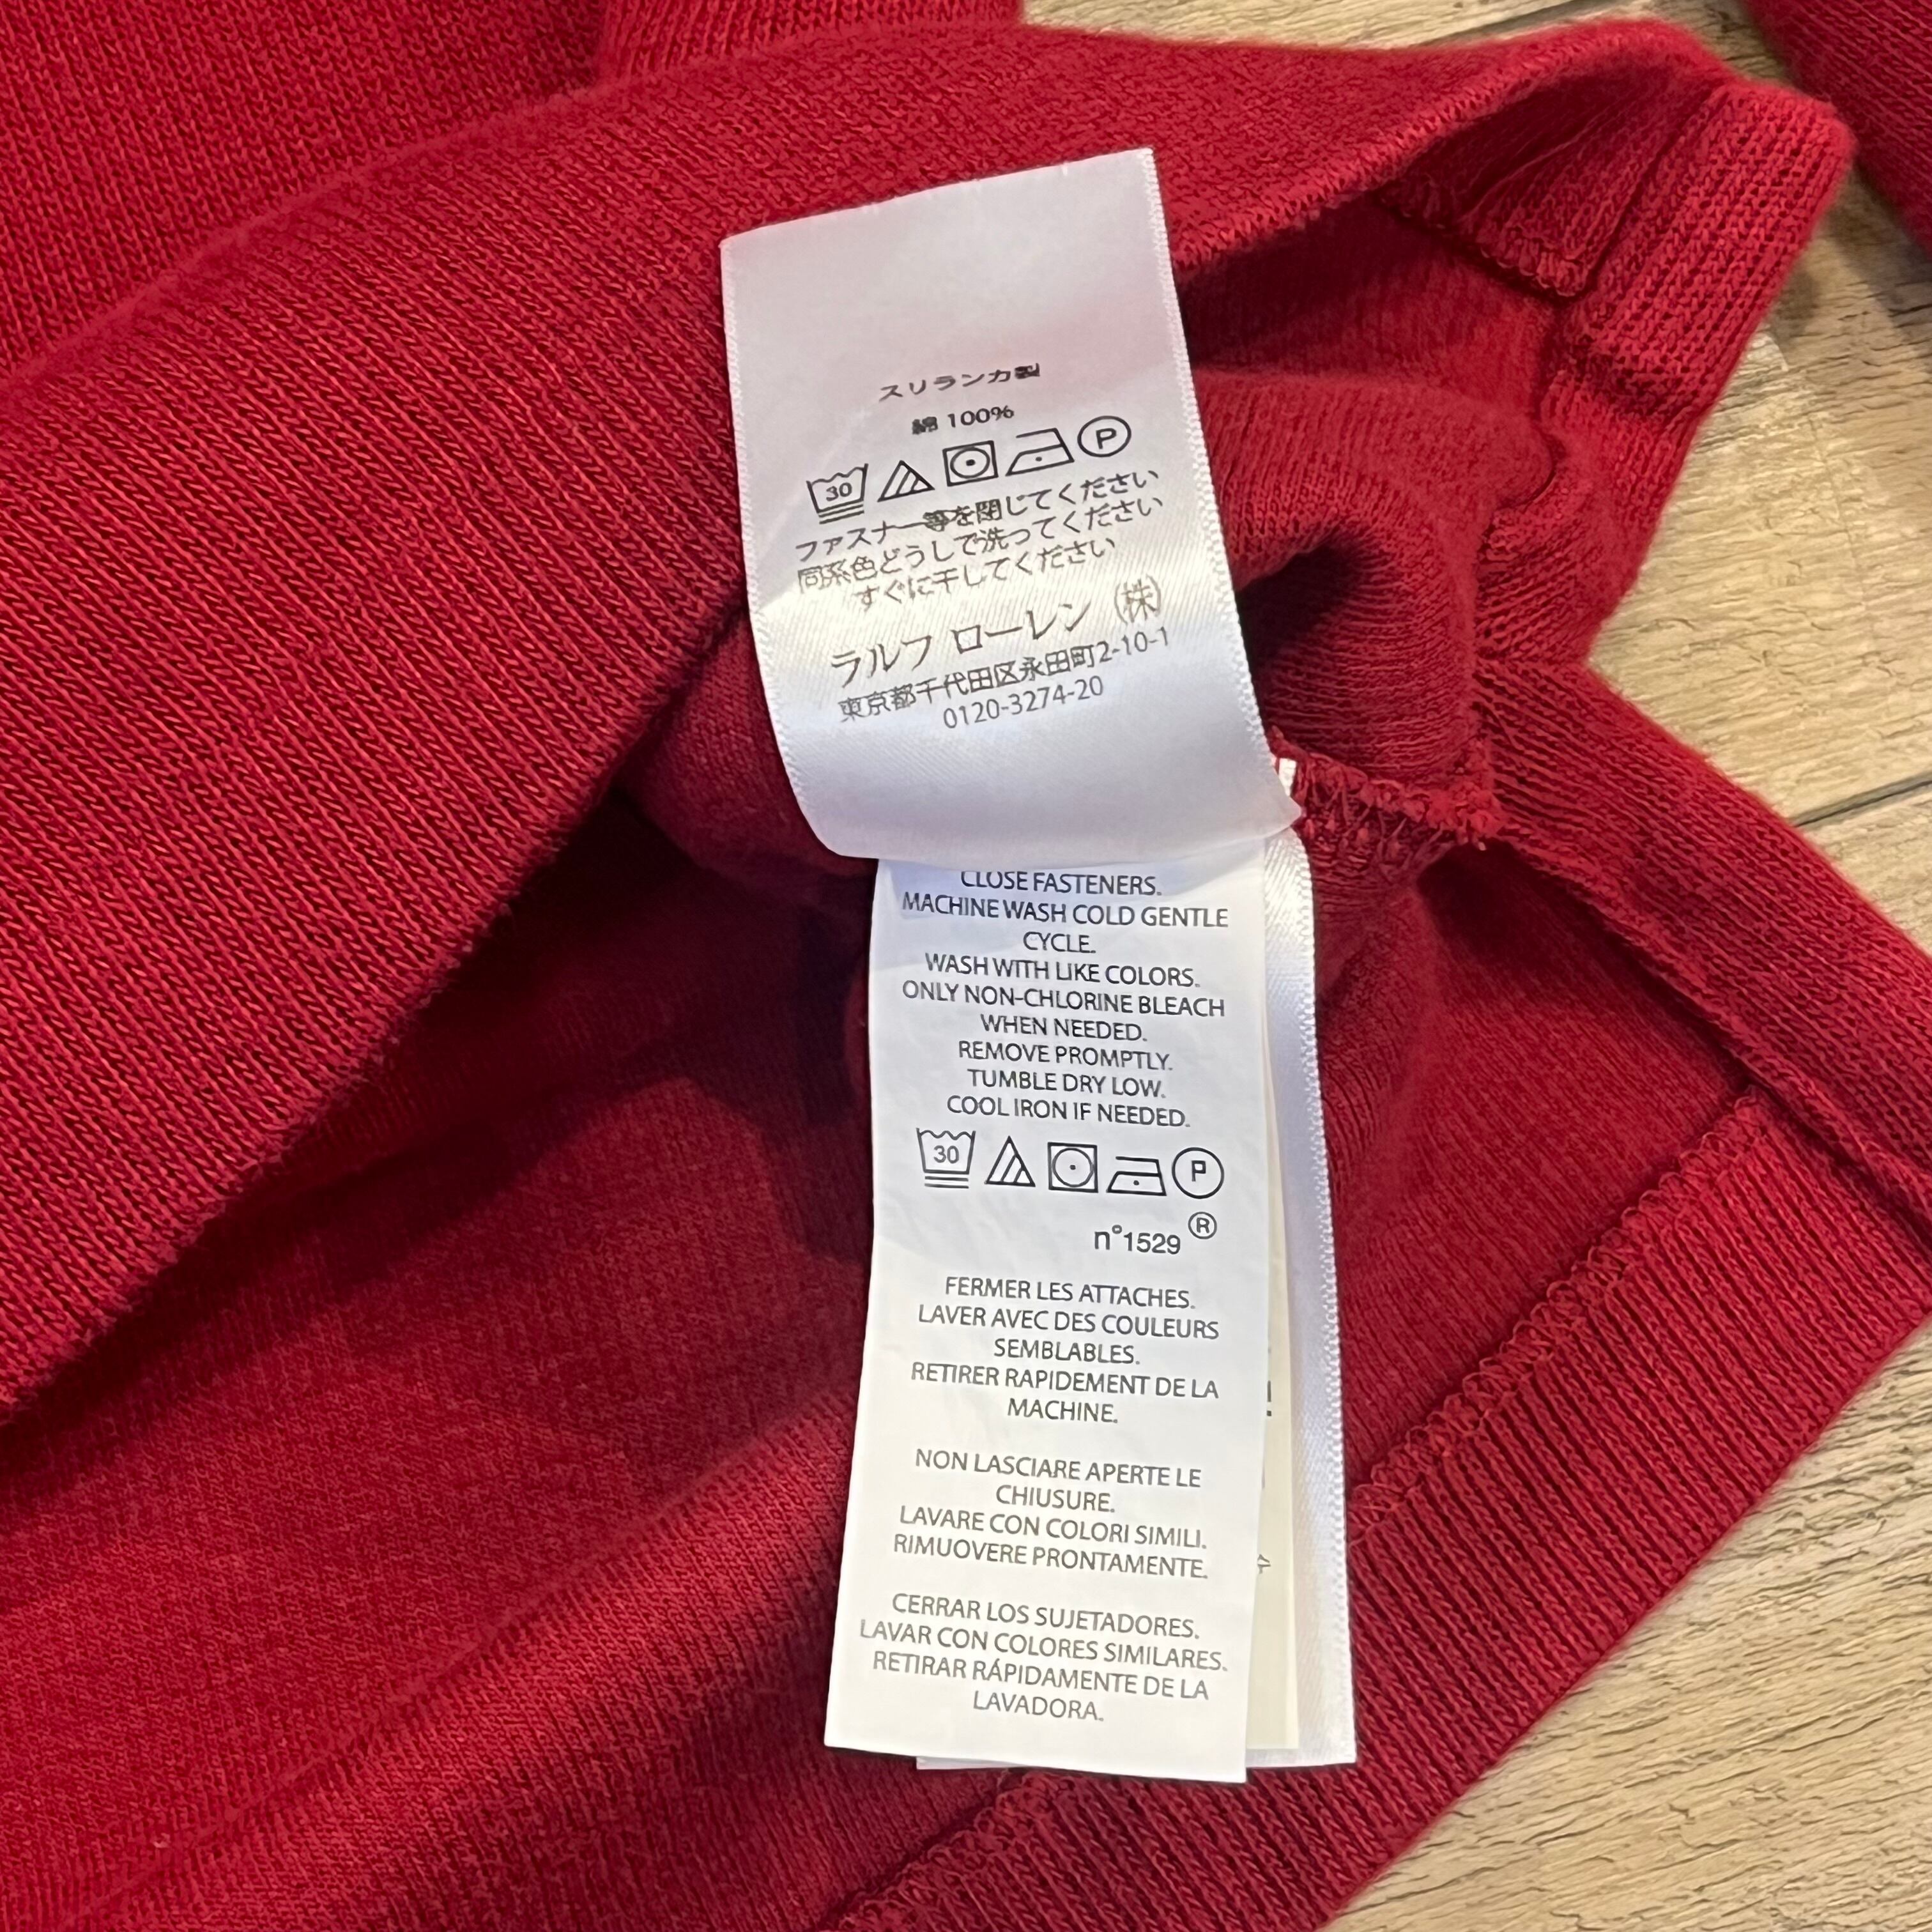 スリランカ製
綿 100%
30 P
ファスナー等を閉じてください
同系色どうしで洗ってください
すぐに干してください
ラルフ ローレン (株)
東京都千代田区永田町2-10-1
0120-3274-20
CLOSE FASTENERS.
MACHINE WASH COLD GENTLE
CYCLE.
WASH WITH LIKE COLORS.
ONLY NON-CHLORINE BLEACH
WHEN NEEDED.
REMOVE PROMPTLY.
TUMBLE DRY LOW.
COOL IRON IF NEEDED.
30 P
n°1529 ®
FERMER LES ATTACHES.
LAVER AVEC DES COULEURS
SEMBLABLES.
RETIRER RAPIDEMENT DE LA
MACHINE.
NON LASCIARE APERTE LE
CHIUSURE.
LAVARE CON COLORI SIMILI.
RIMUOVERE PRONTAMENTE.
CERRAR LOS SUJETADORES.
LAVAR CON COLORES SIMILARES.
RETIRAR RÁPIDAMENTE DE LA
LAVADORA.